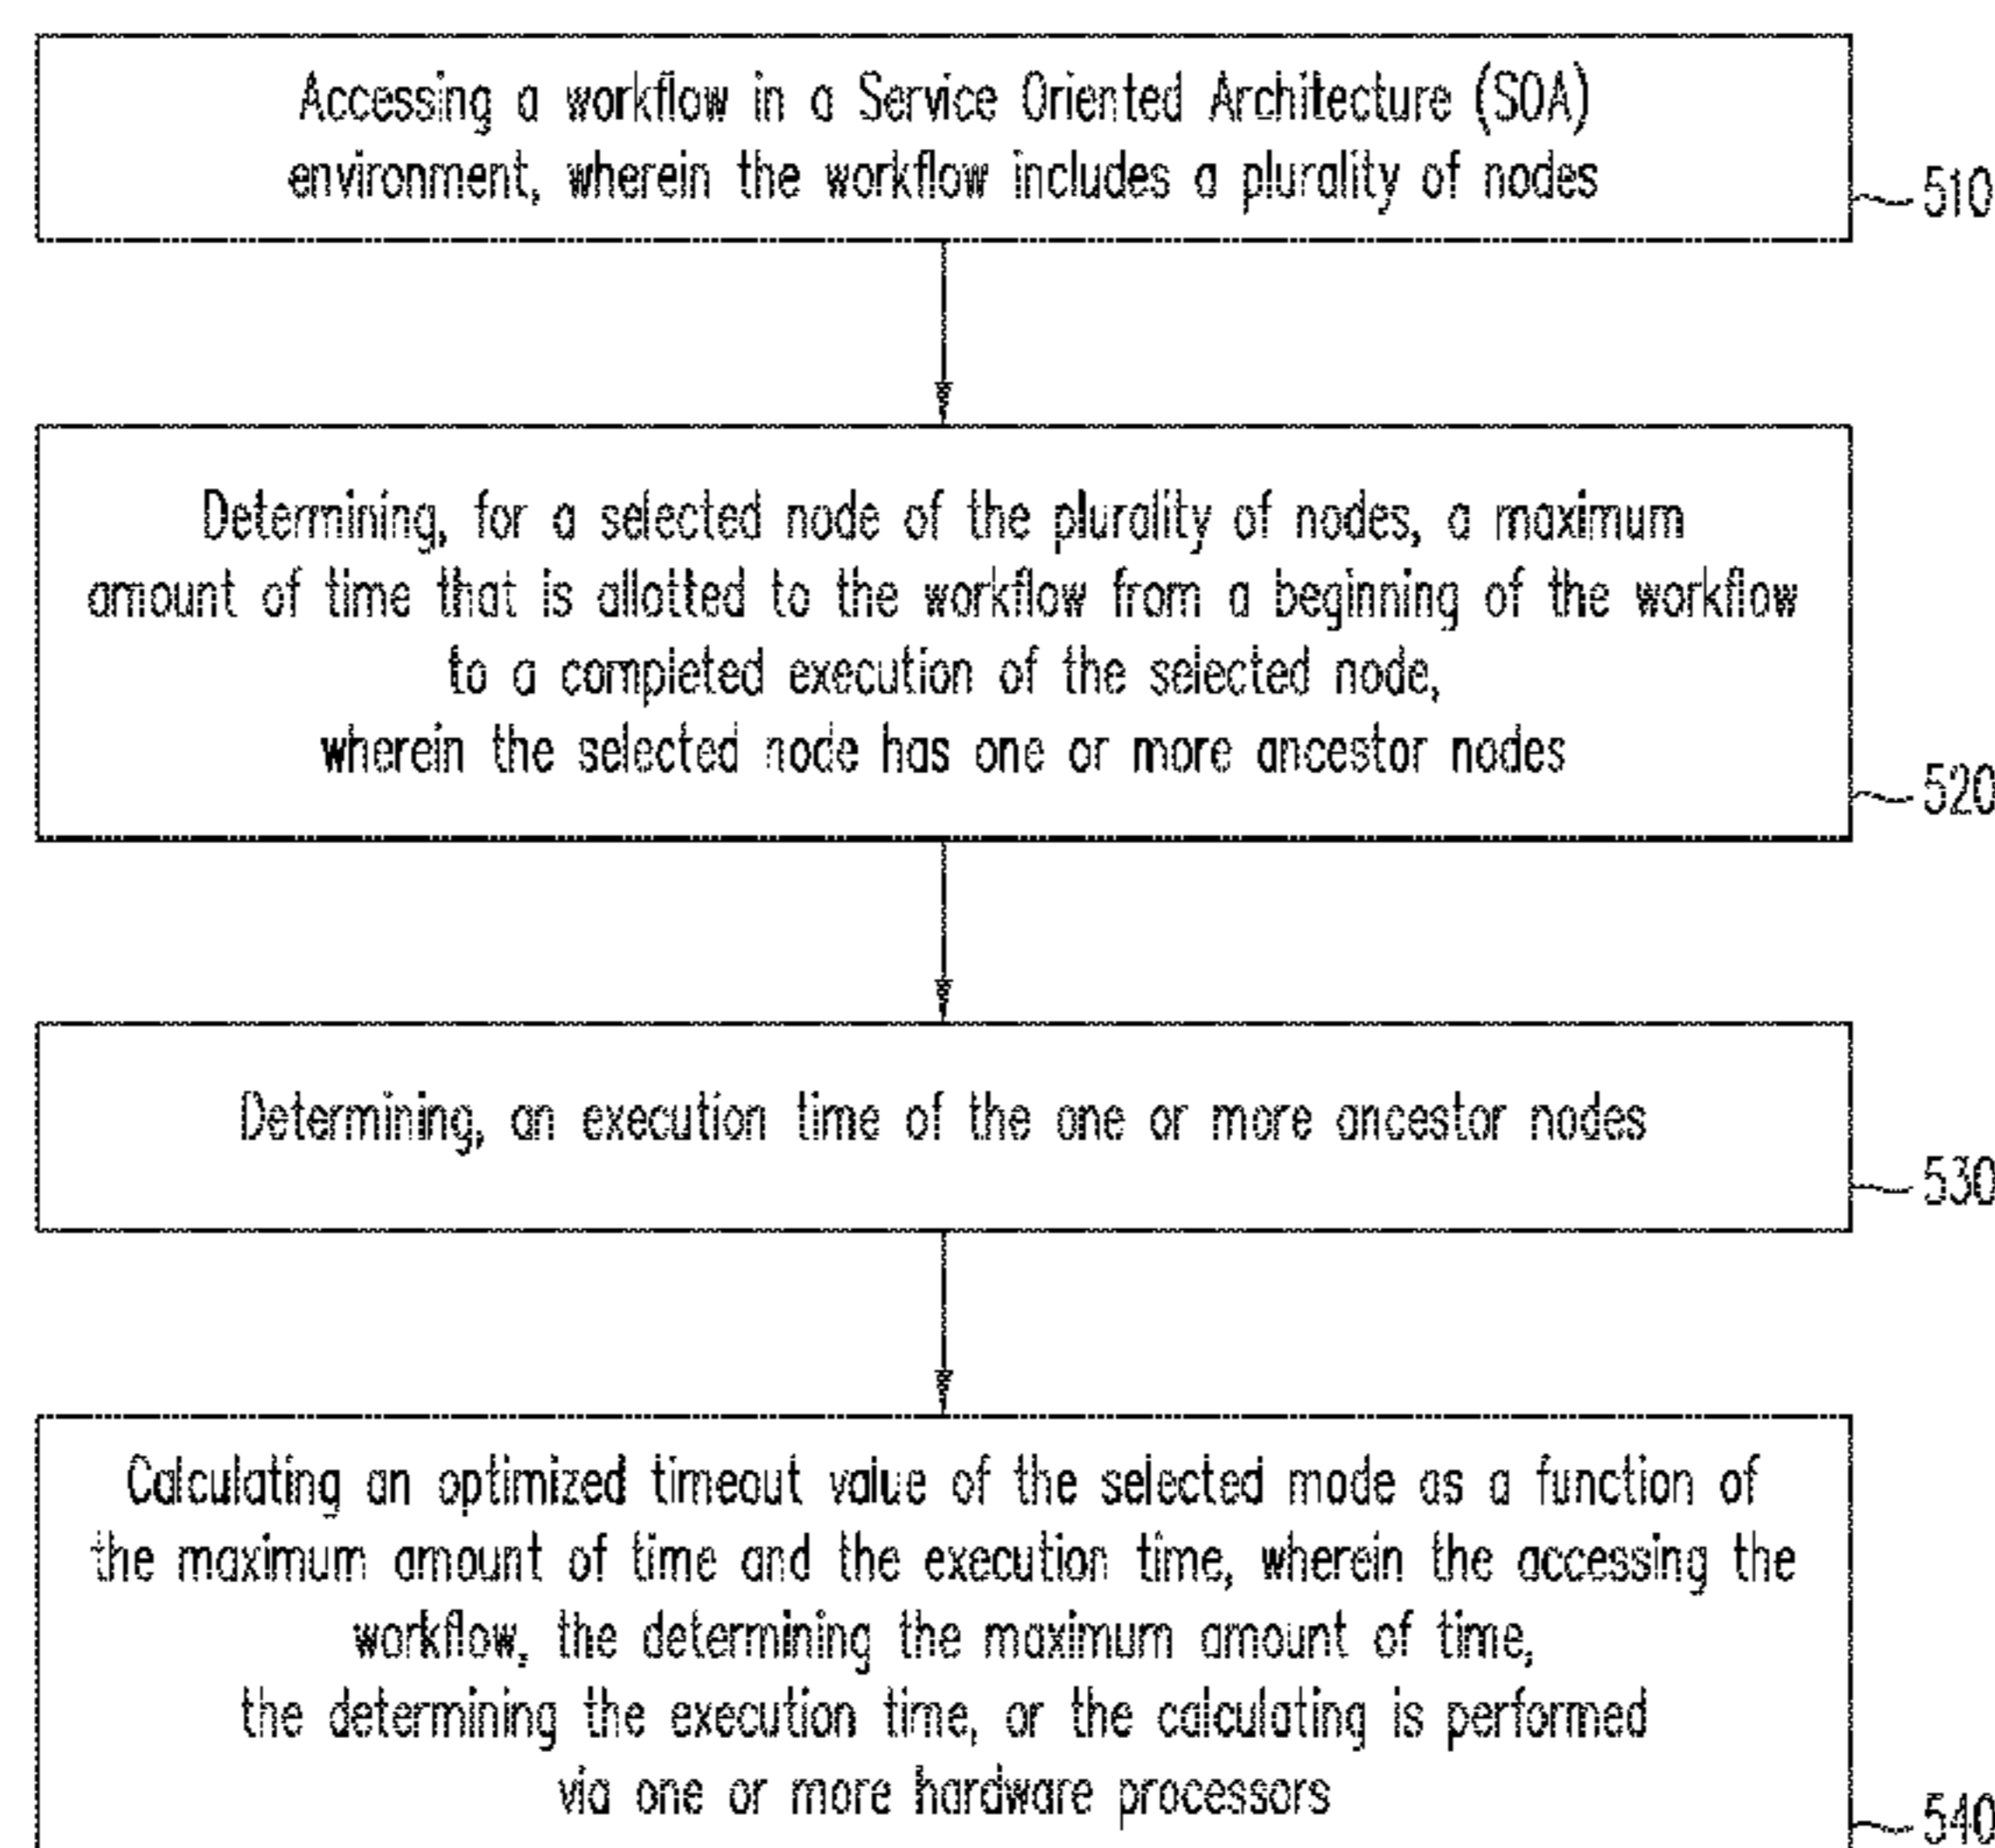 Accessing a workflow in a Service Oriented Architecture (SOA)
environment, wherein the workflow includes a plurality of nodes
510
Determining, for a selected node of the plurality of nodes, a maximum
amount of time that is allotted to the workflow from a beginning of the workflow
to a completed execution of the selected node,
wherein the selected node has one or more ancestor nodes
520
Determining, an execution time of the one or more ancestor nodes
530
Calculating an optimized timeout value of the selected mode as a function of
the maximum amount of time and the execution time, wherein the accessing the
workflow, the determining the maximum amount of time,
the determining the execution time, or the calculating is performed
via one or more hardware processors
540